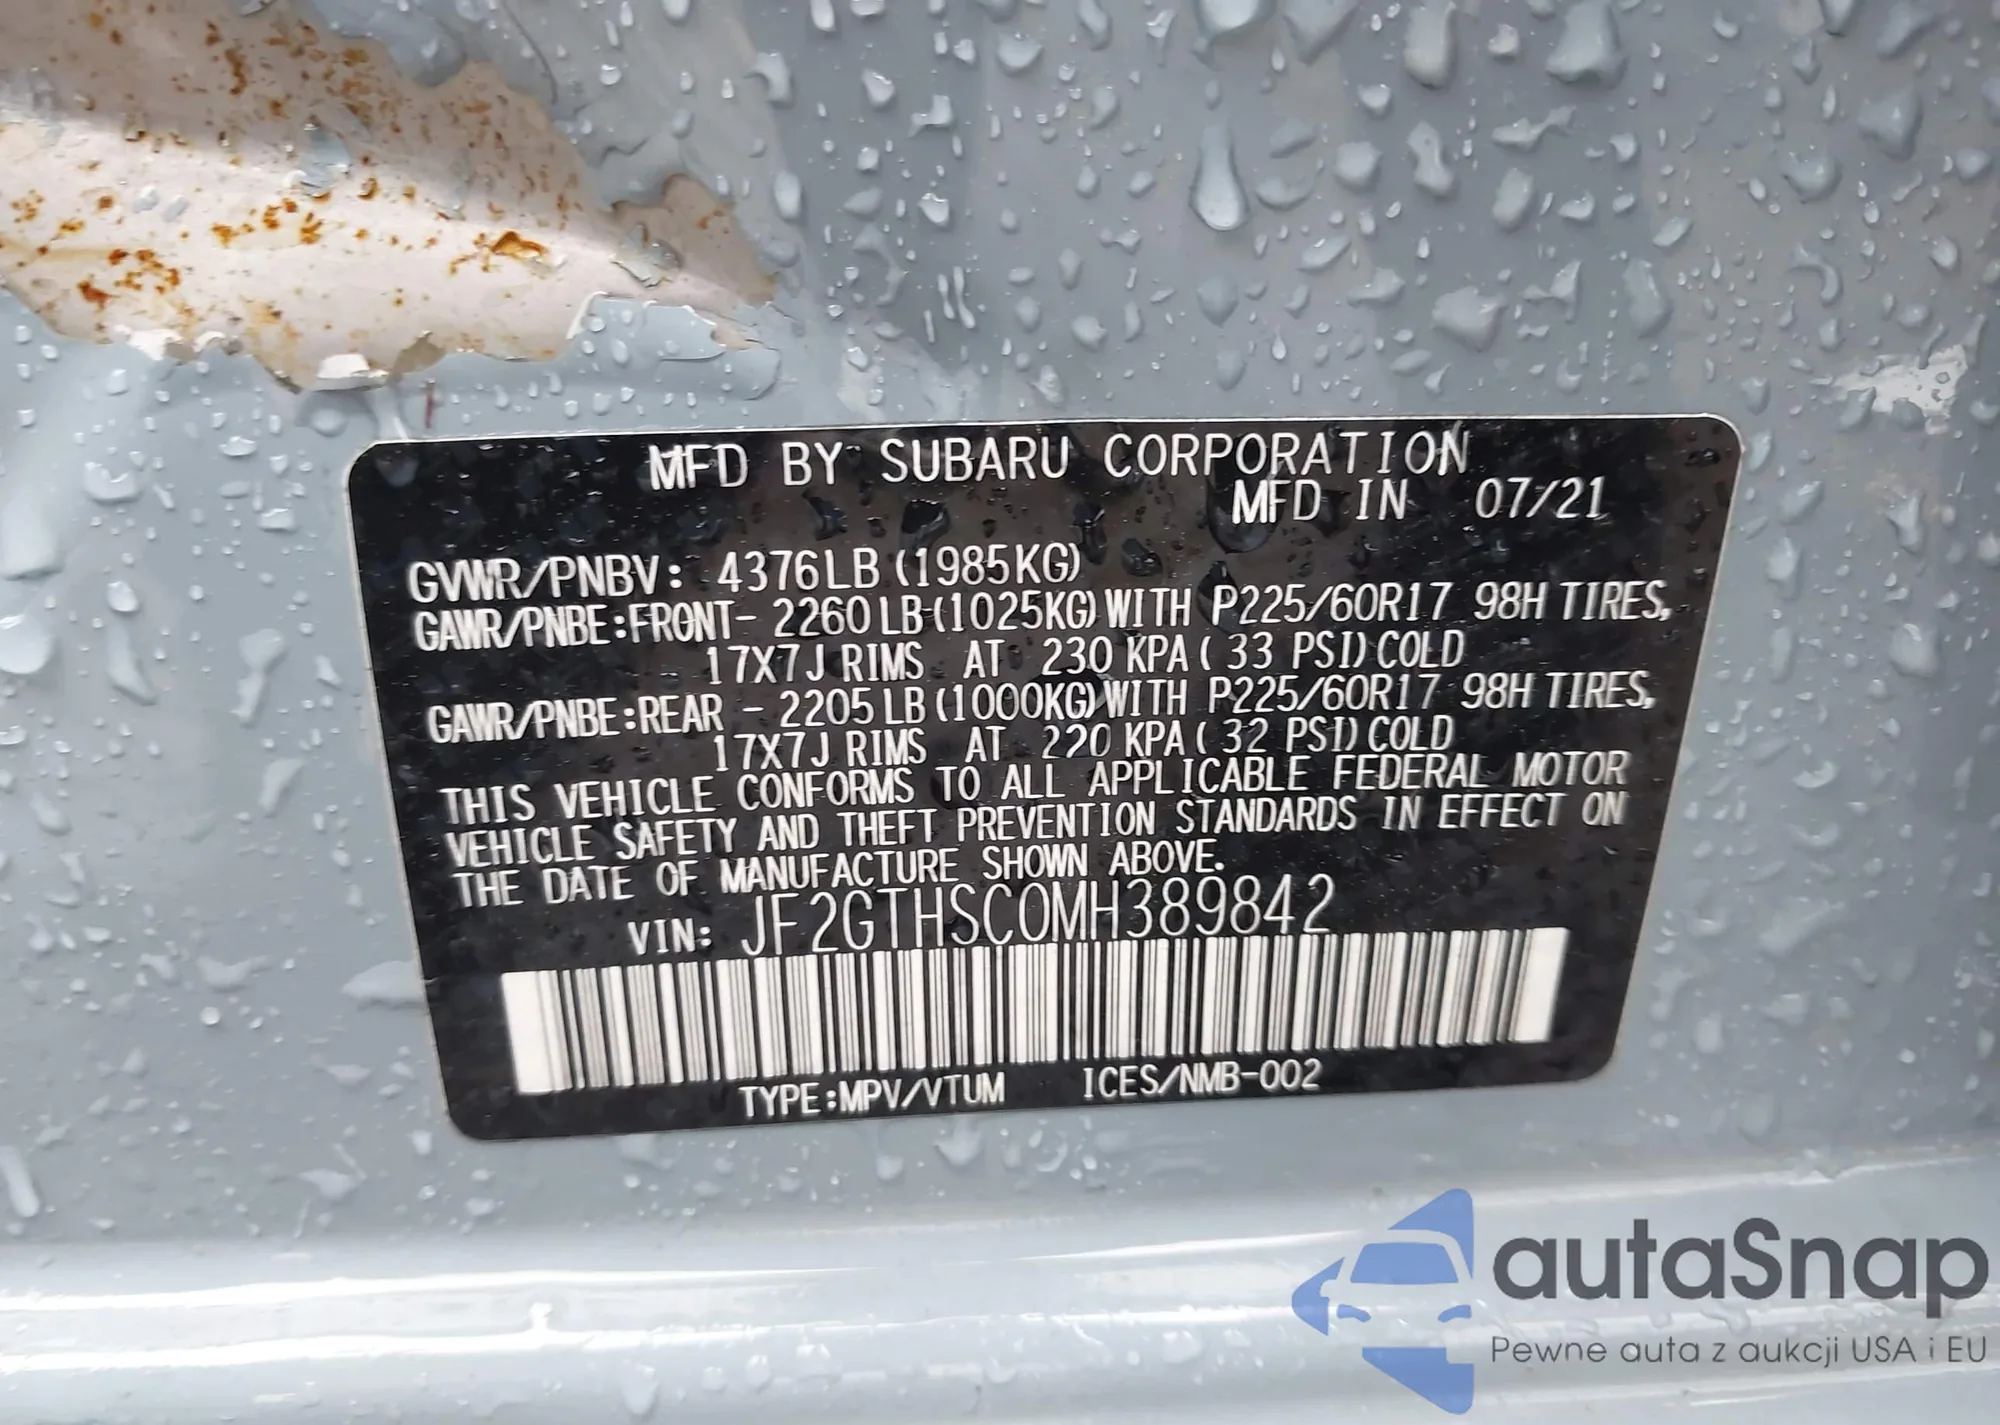 MFD BY SUBARU CORPORATION
MFD IN 07/21
GVWR/PNBV: 4376LB (1985KG)
GAWR/PNBE:FRONT- 2260LB(1025KG)WITH P225/60R17 98H TIRES,
17X7J RIMS AT 230 KPA( 33 PSI)COLD
GAWR/PNBE:REAR - 2205LB(1000KG)WITH P225/60R17 98H TIRES,
17X7J RIMS AT 220 KPA( 32 PSI)COLD
THIS VEHICLE CONFORMS TO ALL APPLICABLE FEDERAL MOTOR
VEHICLE SAFETY AND THEFT PREVENTION STANDARDS IN EFFECT ON
THE DATE OF MANUFACTURE SHOWN ABOVE.
VIN: JF2GTHSC0MH389842
TYPE:MPV/VTUM ICES/NMB-002
autaSnap
Pewne auta z aukcji USA i EU